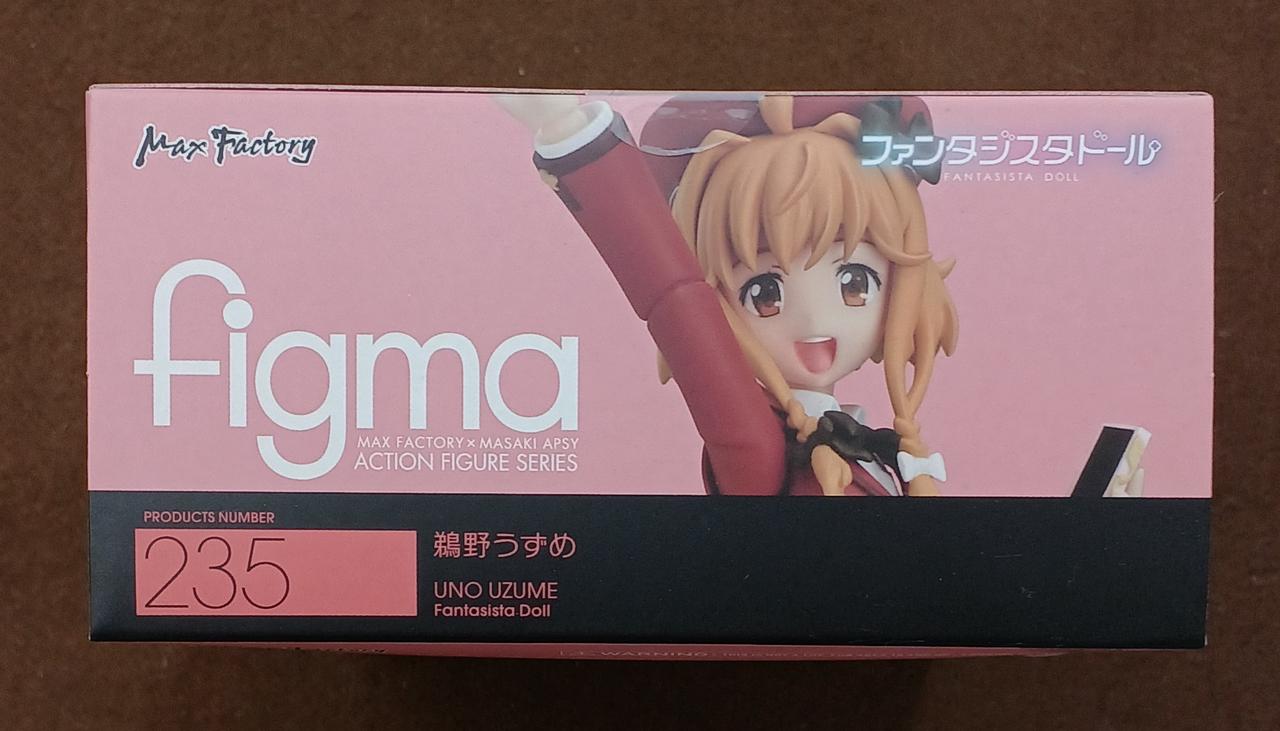 Max Factory
ファンタジスタドール
FANTASISTA DOLL
figma
MAX FACTORY×MASAKI APSY
ACTION FIGURE SERIES
PRODUCTS NUMBER
235
鵜野うずめ
UNO UZUME
Fantasista Doll
WARNING: